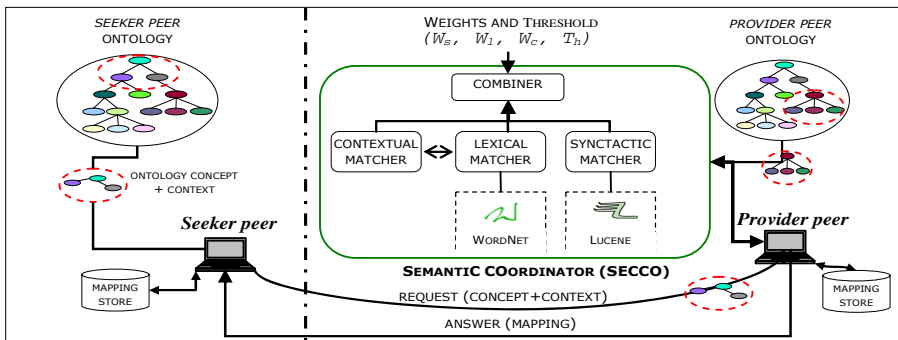 SEEKER PEER
ONTOLOGY
ONTOLOGY CONCEPT
+ CONTEXT
Seeker peer
MAPPING
STORE
WEIGHTS AND THRESHOLD
(Ws, Wl, Wc, Th)
COMBINER
CONTEXTUAL
MATCHER
LEXICAL
MATCHER
SYNCTACTIC
MATCHER
WORDNET
LUCENE
SEMANTIC COORDINATOR (SECCO)
PROVIDER PEER
ONTOLOGY
Provider peer
MAPPING
STORE
REQUEST (CONCEPT+CONTEXT)
ANSWER (MAPPING)